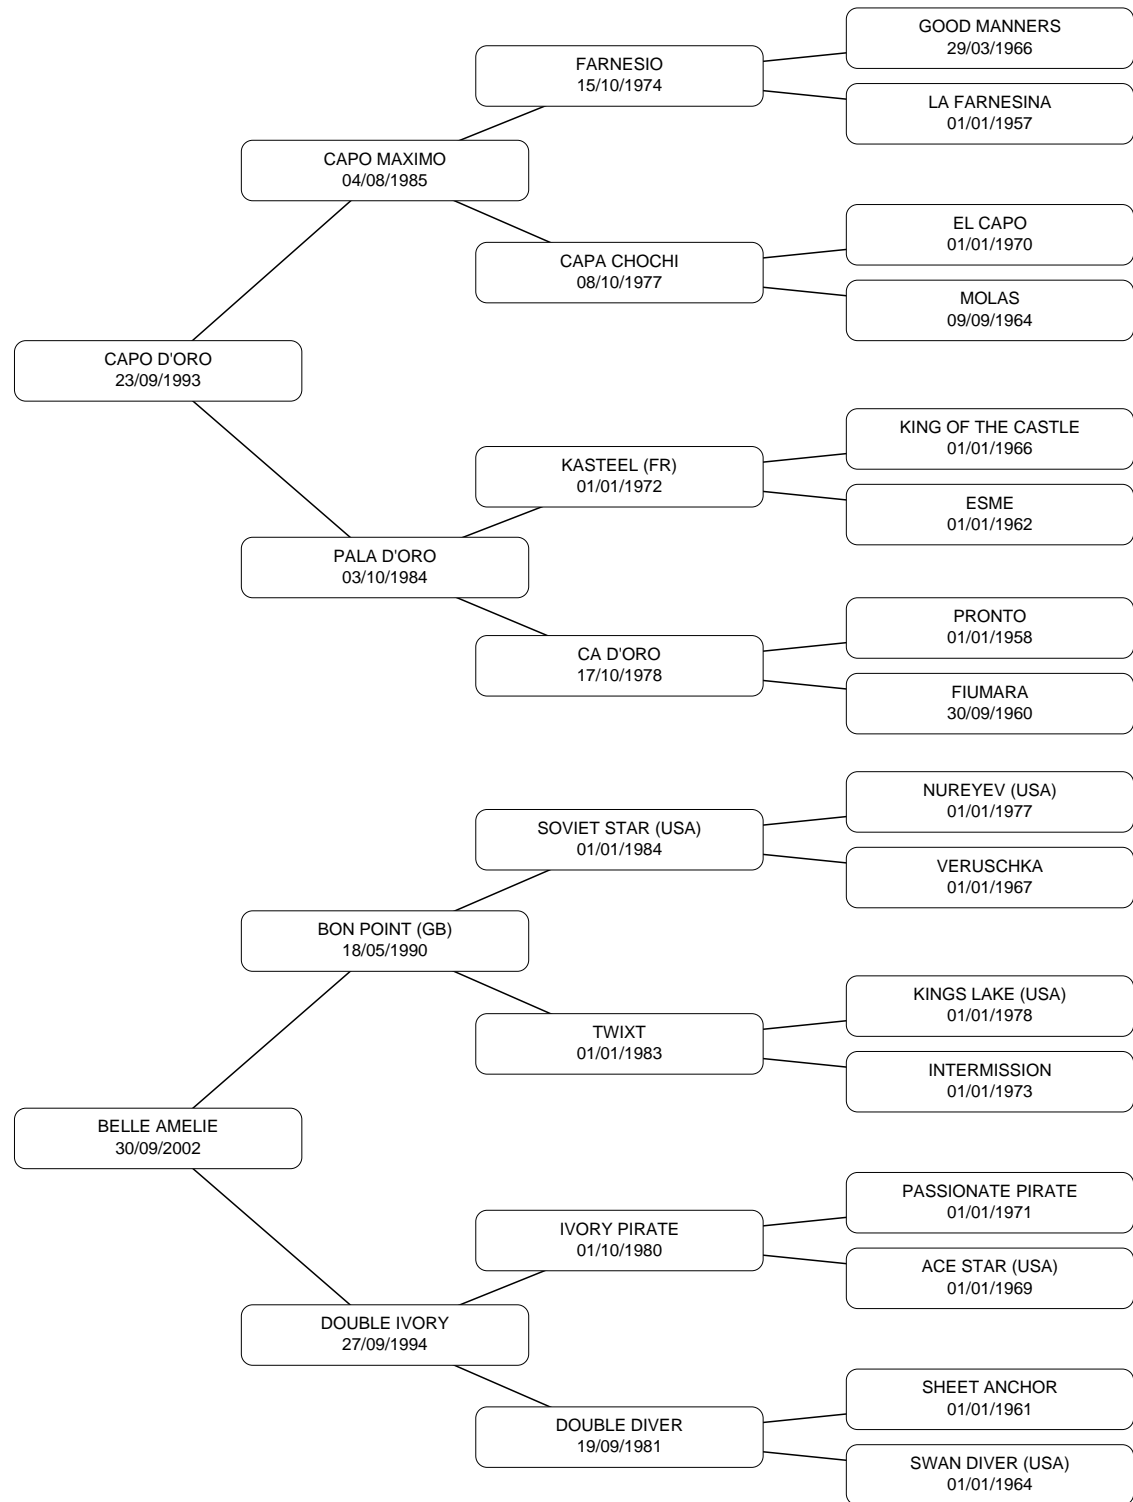 GOOD MANNERS
29/03/1966
FARNESIO
15/10/1974
LA FARNESINA
01/01/1957
CAPO MAXIMO
04/08/1985
EL CAPO
01/01/1970
CAPA CHOCHI
08/10/1977
MOLAS
09/09/1964
CAPO D'ORO
23/09/1993
KING OF THE CASTLE
01/01/1966
KASTEEL (FR)
01/01/1972
ESME
01/01/1962
PALA D'ORO
03/10/1984
PRONTO
01/01/1958
CA D'ORO
17/10/1978
FIUMARA
30/09/1960
NUREYEV (USA)
01/01/1977
SOVIET STAR (USA)
01/01/1984
VERUSCHKA
01/01/1967
BON POINT (GB)
18/05/1990
KINGS LAKE (USA)
01/01/1978
TWIXT
01/01/1983
INTERMISSION
01/01/1973
BELLE AMELIE
30/09/2002
PASSIONATE PIRATE
01/01/1971
IVORY PIRATE
01/10/1980
ACE STAR (USA)
01/01/1969
DOUBLE IVORY
27/09/1994
SHEET ANCHOR
01/01/1961
DOUBLE DIVER
19/09/1981
SWAN DIVER (USA)
01/01/1964